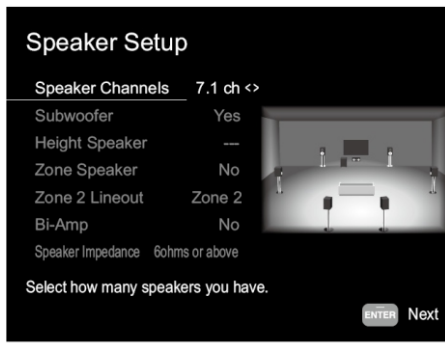 Speaker Setup
Speaker Channels 7.1 ch <>
Subwoofer Yes
Height Speaker ---
Zone Speaker No
Zone 2 Lineout Zone 2
Bi-Amp No
Speaker Impedance 6ohms or above
Select how many speakers you have.
ENTER Next